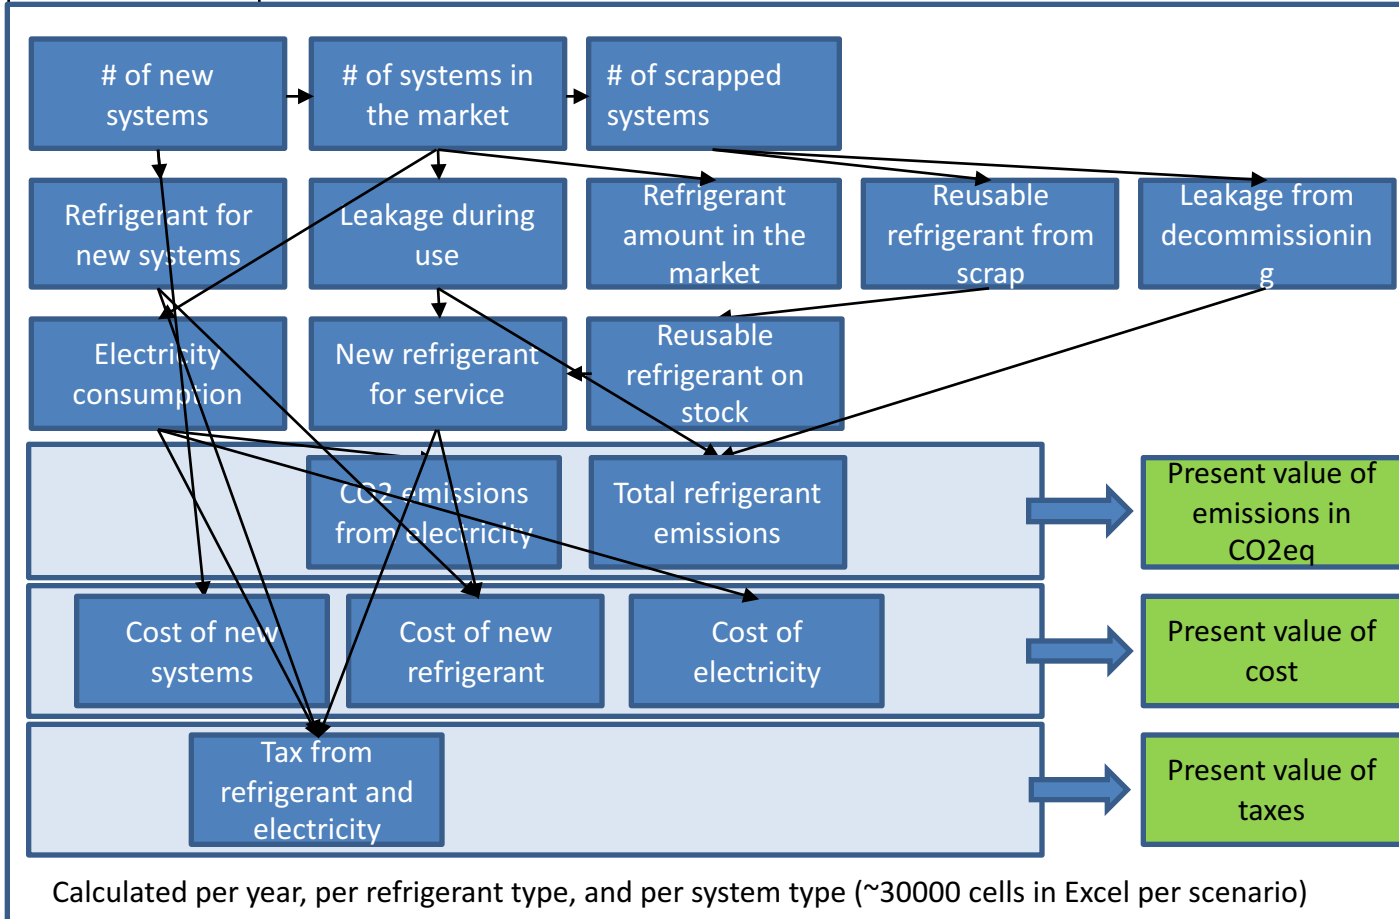 # of new
systems
# of systems in
the market
# of scrapped
systems
Refrigerant for
new systems
Leakage during
use
Refrigerant
amount in the
market
Reusable
refrigerant from
scrap
Leakage from
decommissionin
g
Electricity
consumption
New refrigerant
for service
Reusable
refrigerant on
stock
CO2 emissions
from electricity
Total refrigerant
emissions
Present value of
emissions in
CO2eq
Cost of new
systems
Cost of new
refrigerant
Cost of
electricity
Present value of
cost
Tax from
refrigerant and
electricity
Present value of
taxes
Calculated per year, per refrigerant type, and per system type (~30000 cells in Excel per scenario)